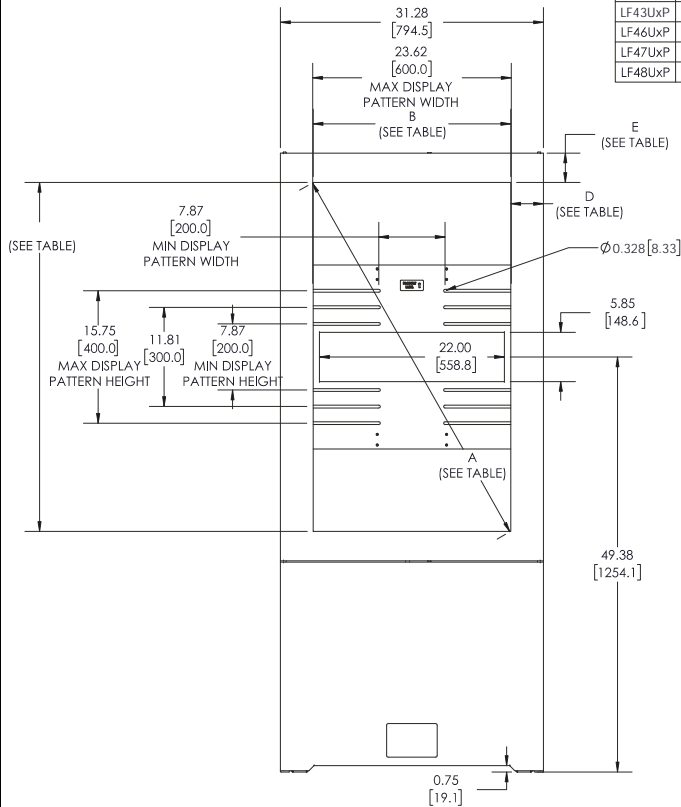 31.28
[794.5]
LF43UxP
LF46UxP
LF47UxP
LF48UxP
23.62
[600.0]
MAX DISPLAY
PATTERN WIDTH
B
(SEE TABLE)
E
(SEE TABLE)
D
(SEE TABLE)
7.87
[200.0]
MIN DISPLAY
PATTERN WIDTH
(SEE TABLE)
Ø0.328[8.33]
5.85
[148.6]
15.75
[400.0]
MAX DISPLAY
PATTERN HEIGHT
11.81
[300.0]
7.87
[200.0]
MIN DISPLAY
PATTERN HEIGHT
22.00
[558.8]
A
(SEE TABLE)
49.38
[1254.1]
0.75
[19.1]